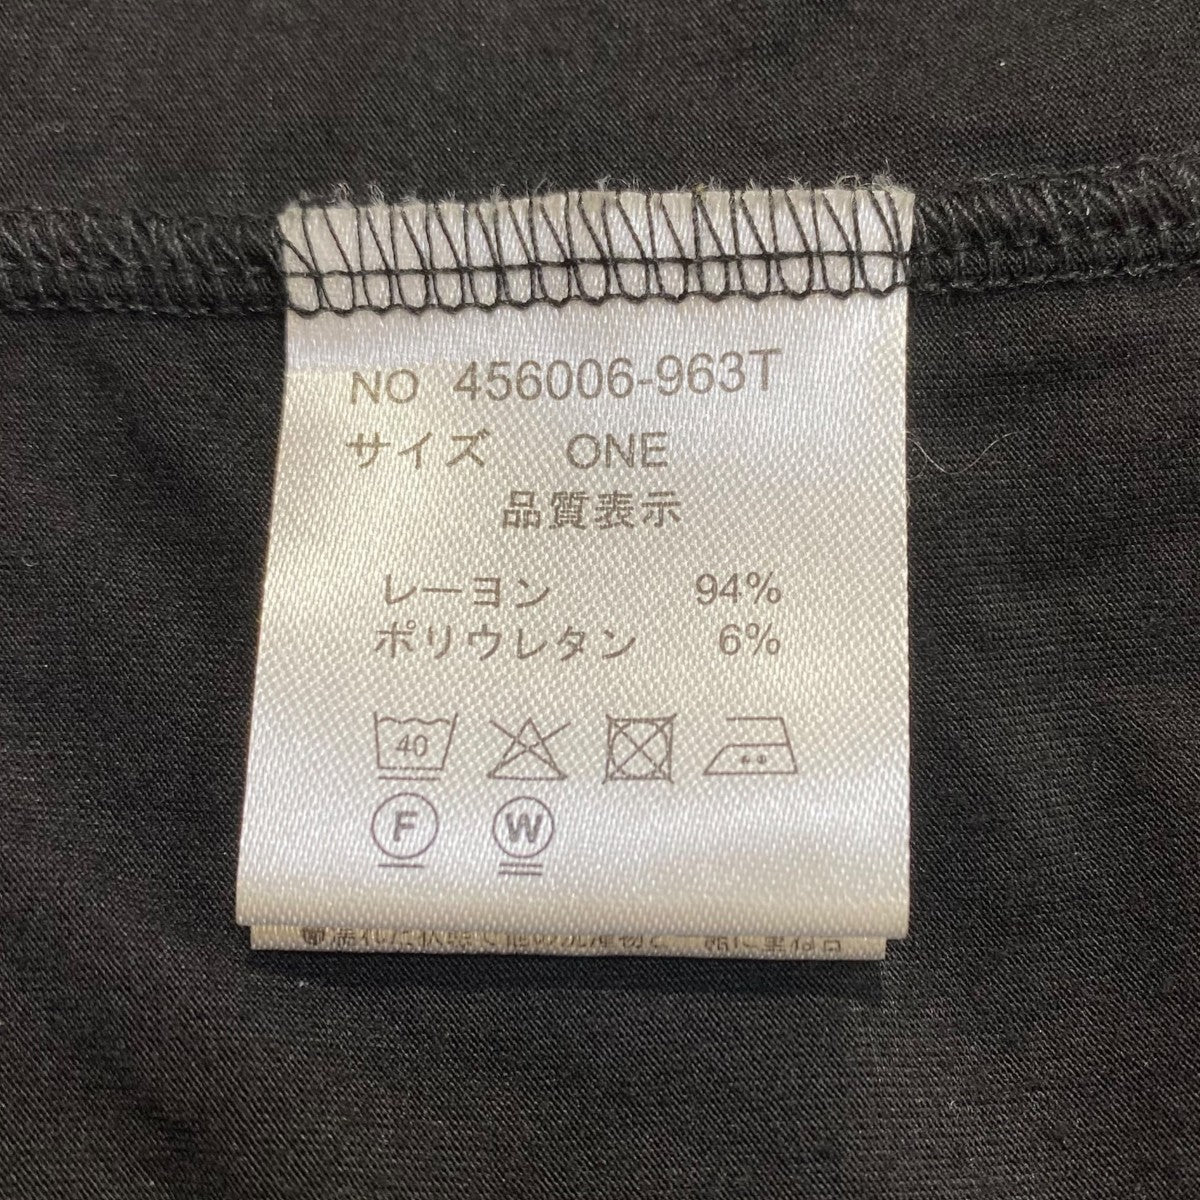 NO 456006-963T
サイズ ONE
品質表示
レーヨン 94%
ポリウレタン 6%
40
F W